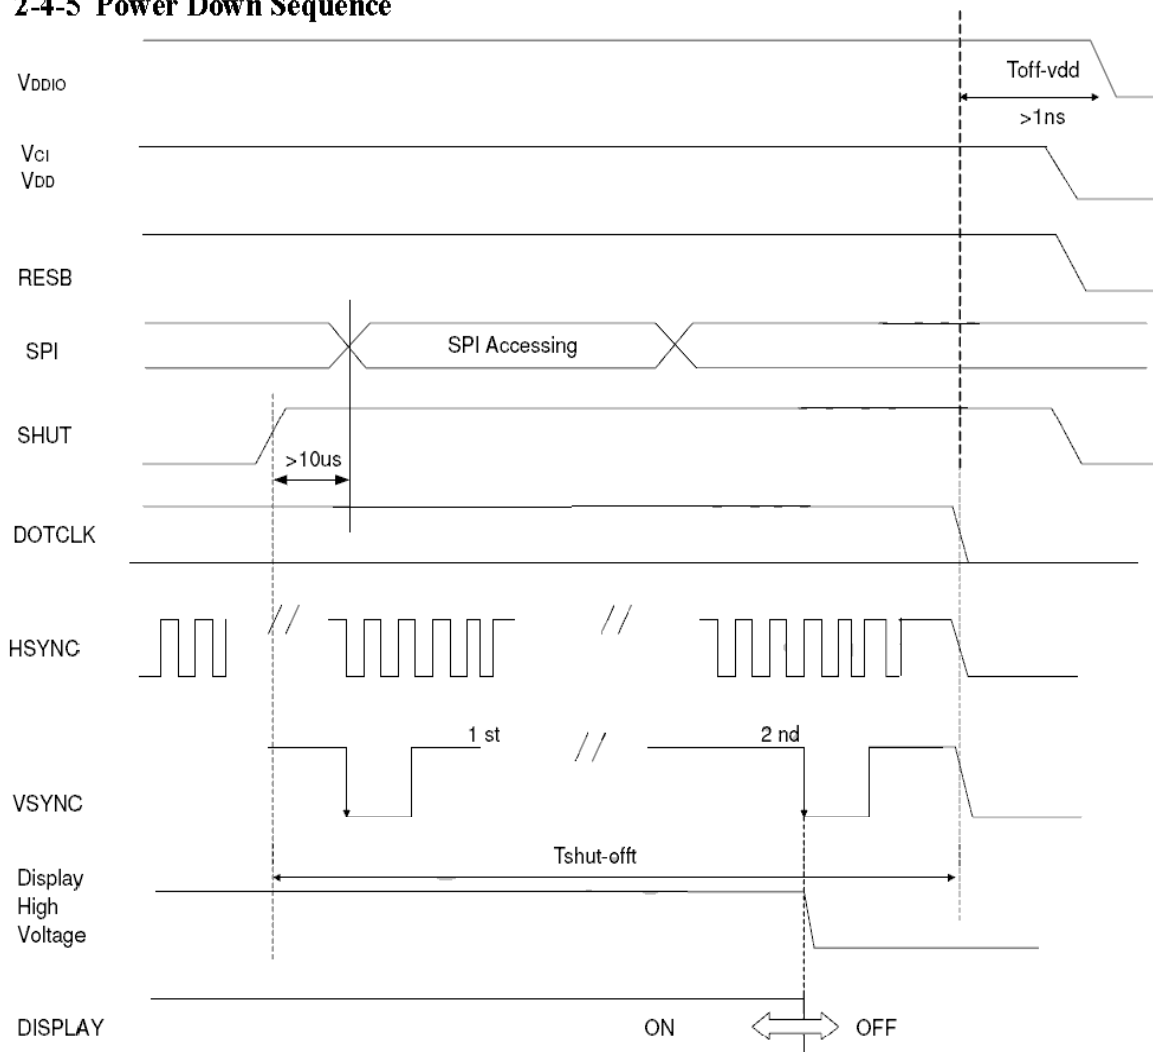 2-4-5 Power Down Sequence
VDDIO
Toff-vdd
>1ns
VCI
VDD
RESB
SPI
SPI Accessing
SHUT
>10us
DOTCLK
HSYNC
1 st
2 nd
VSYNC
Tshut-offt
Display
High
Voltage
DISPLAY
ON
OFF